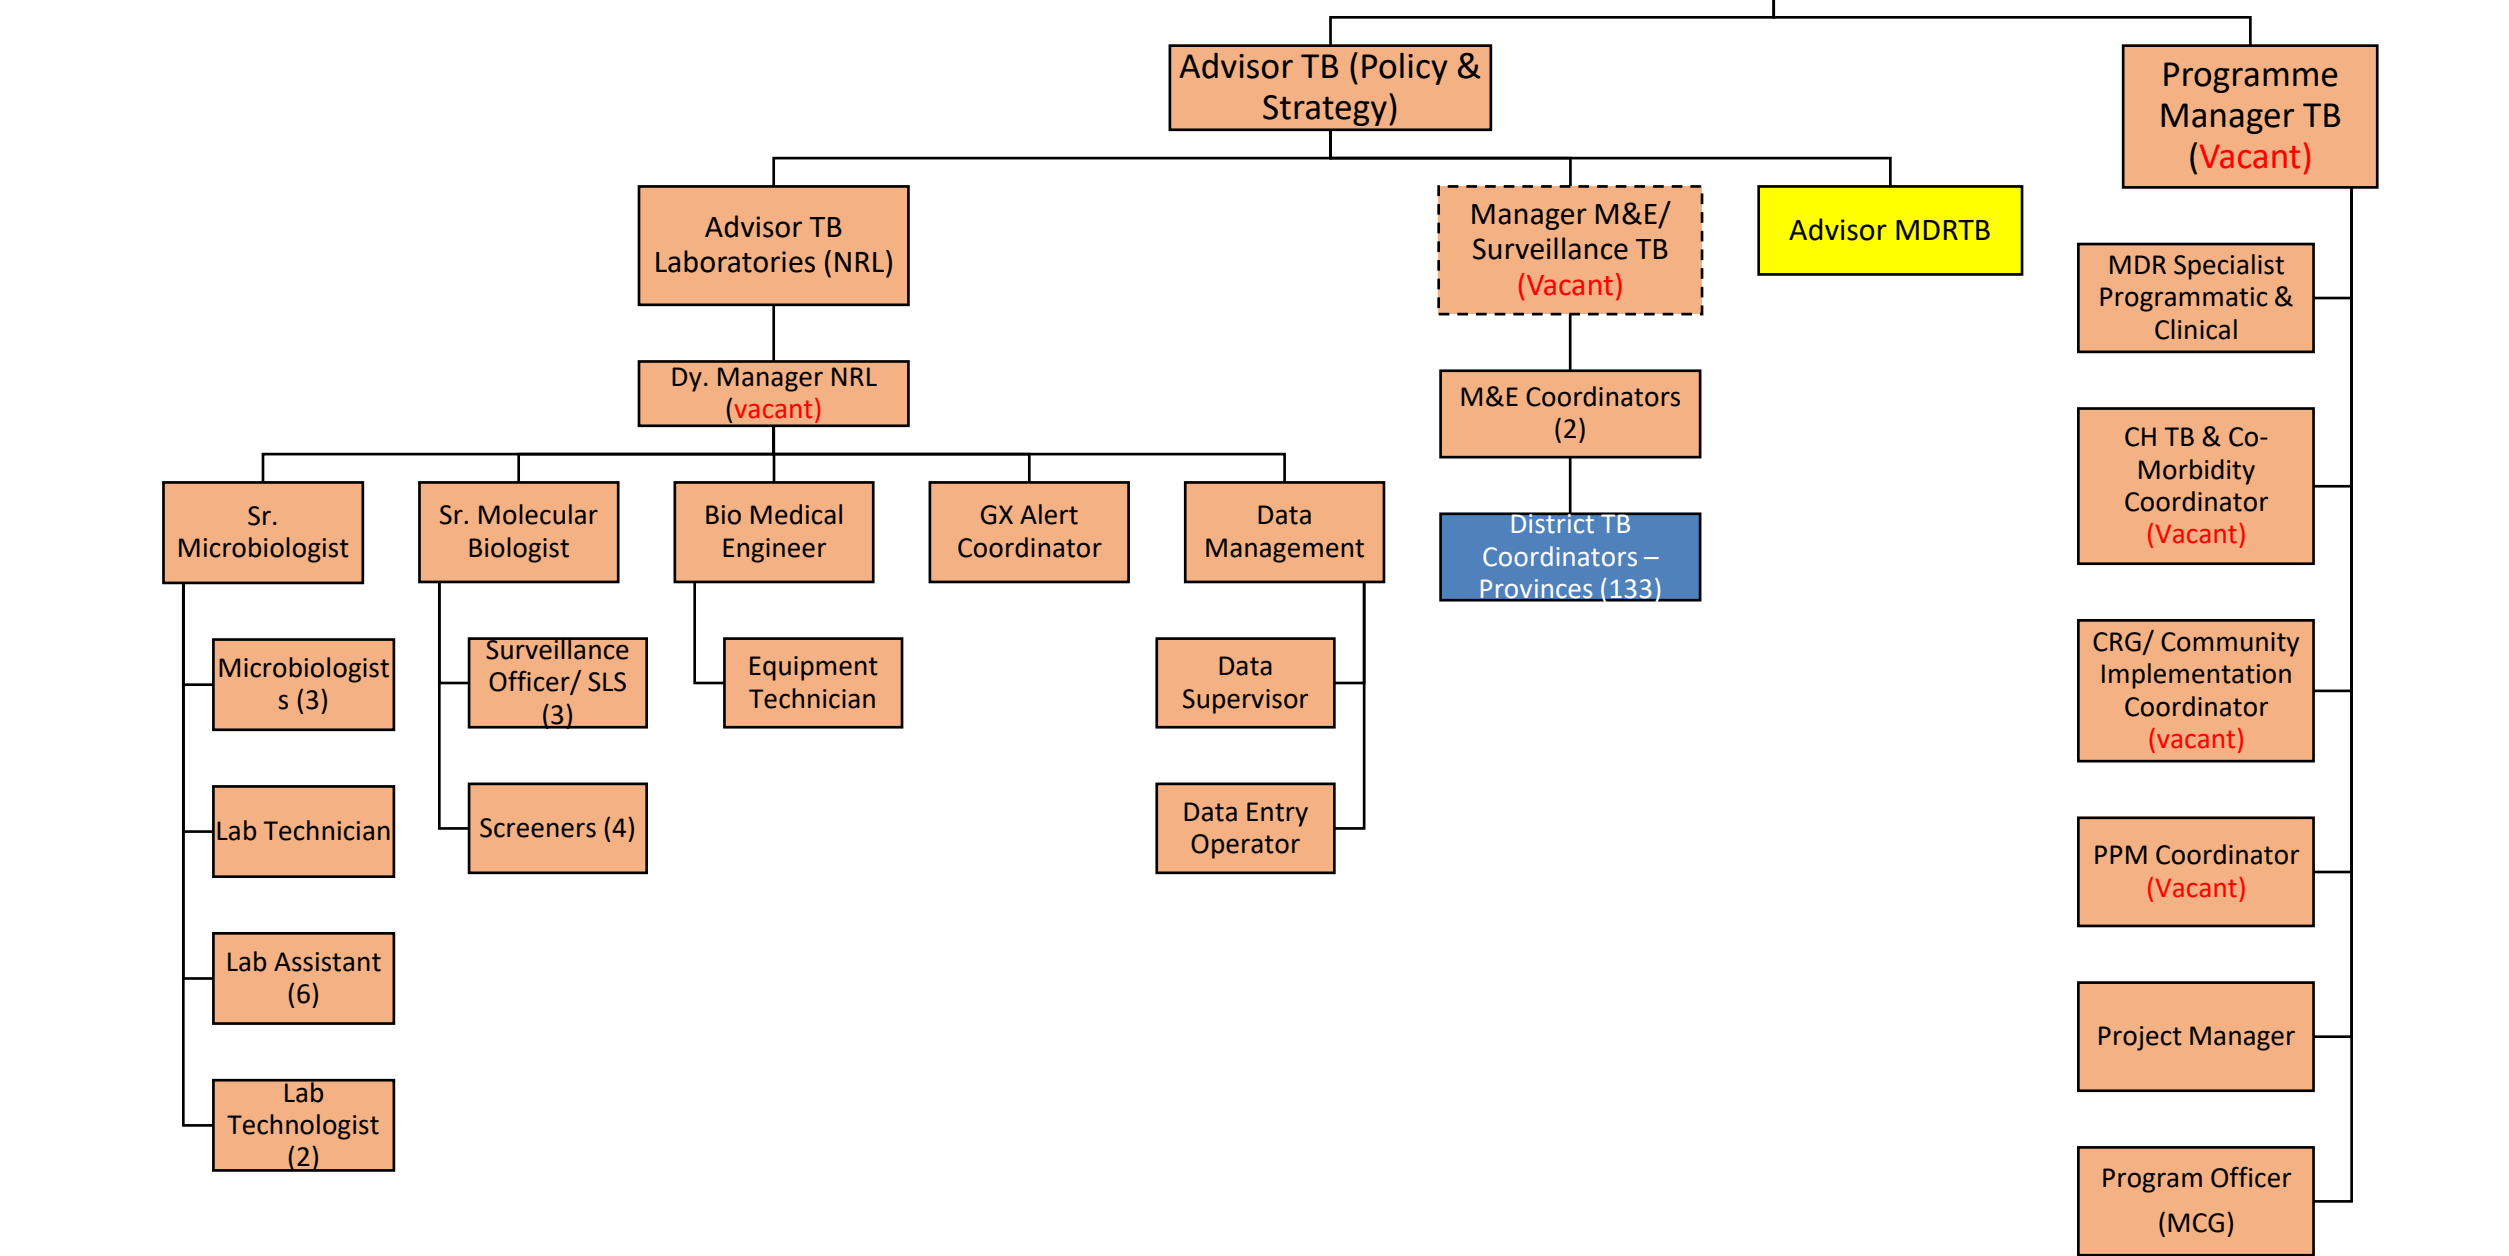 Advisor TB (Policy &
Strategy)
Programme
Manager TB
(Vacant)
Advisor TB
Laboratories (NRL)
Manager M&E/
Surveillance TB
(Vacant)
Advisor MDRTB
MDR Specialist
Programmatic &
Clinical
Dy. Manager NRL
(vacant)
M&E Coordinators
(2)
CH TB & Co-
Morbidity
Coordinator
(Vacant)
Sr.
Microbiologist
Sr. Molecular
Biologist
Bio Medical
Engineer
GX Alert
Coordinator
Data
Management
District TB
Coordinators –
Provinces (133)
Microbiologist
s (3)
Surveillance
Officer/ SLS
(3)
Equipment
Technician
Data
Supervisor
CRG/ Community
Implementation
Coordinator
(vacant)
Lab Technician
Screeners (4)
Data Entry
Operator
PPM Coordinator
(Vacant)
Lab Assistant
(6)
Project Manager
Lab
Technologist
(2)
Program Officer
(MCG)